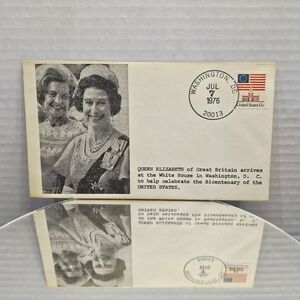 WASHINGTON, DC
JUL
7
1976
20013
QUEEN ELIZABETH of Great Britain arrives
at the White House in Washington, D. C.
to help celebrate the Bicentenary of the
UNITED STATES.